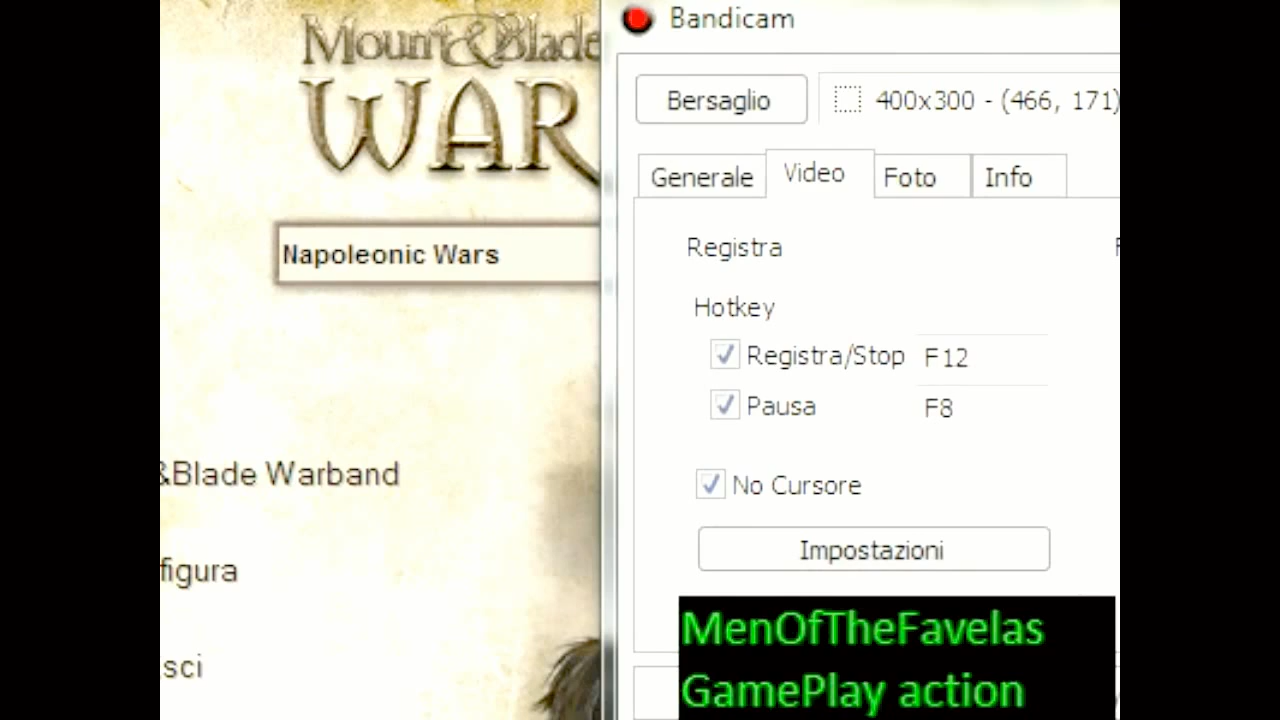 Mount&Blade
WAR
Napoleonic Wars
&Blade Warband
figura
sci
Bandicam
Bersaglio
400x300 - (466, 171)
Generale
Video
Foto
Info
Registra
Hotkey
Registra/Stop F12
Pausa F8
No Cursore
Impostazioni
MenOfTheFavelas
GamePlay action